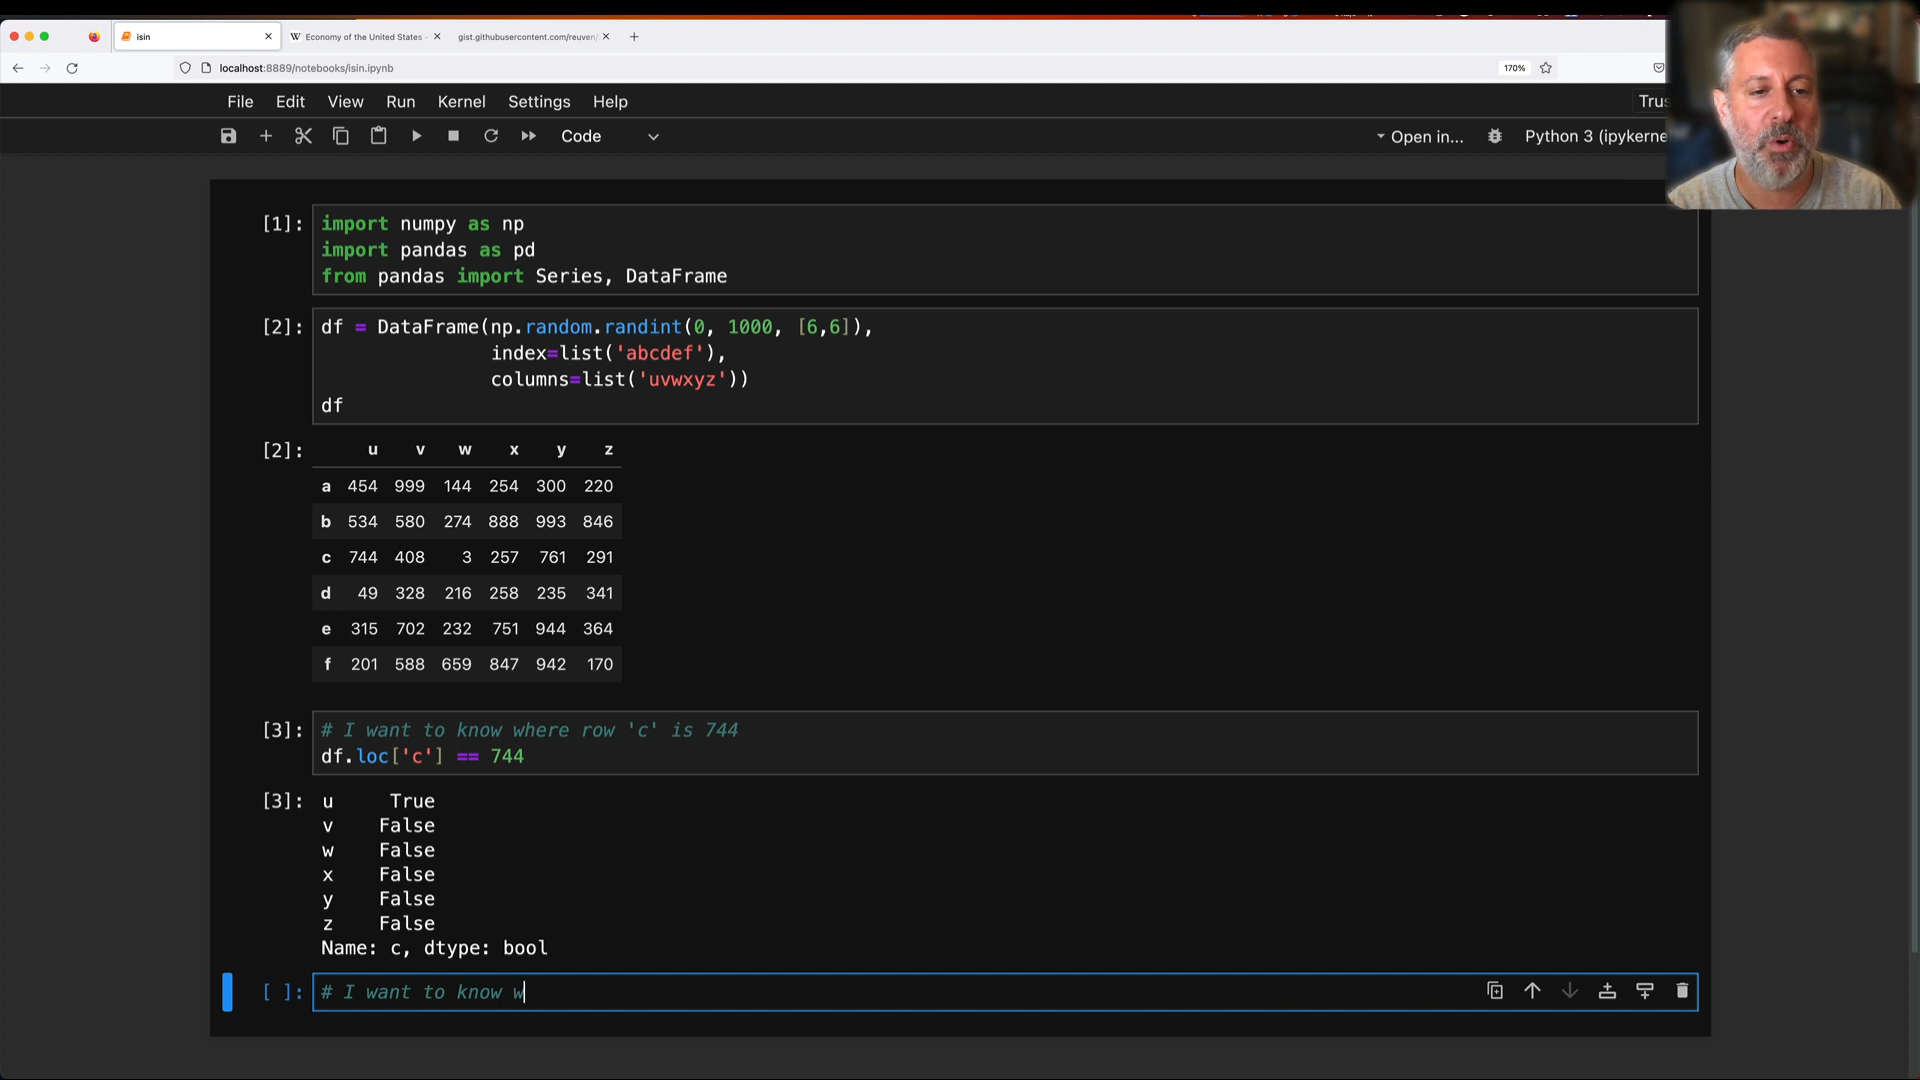 isin
Economy of the United States -
gist.githubusercontent.com/reuven/
localhost:8889/notebooks/isin.ipynb
170%
File Edit View Run Kernel Settings Help
Trus
Code
Open in...
Python 3 (ipykerne
[1]: import numpy as np
import pandas as pd
from pandas import Series, DataFrame
[2]: df = DataFrame(np.random.randint(0, 1000, [6,6]),
index=list('abcdef'),
columns=list('uvwxyz'))
df
[2]: u v w x y z
a 454 999 144 254 300 220
b 534 580 274 888 993 846
c 744 408 3 257 761 291
d 49 328 216 258 235 341
e 315 702 232 751 944 364
f 201 588 659 847 942 170
[3]: # I want to know where row 'c' is 744
df.loc['c'] == 744
[3]: u True
v False
w False
x False
y False
z False
Name: c, dtype: bool
[ ]: # I want to know w